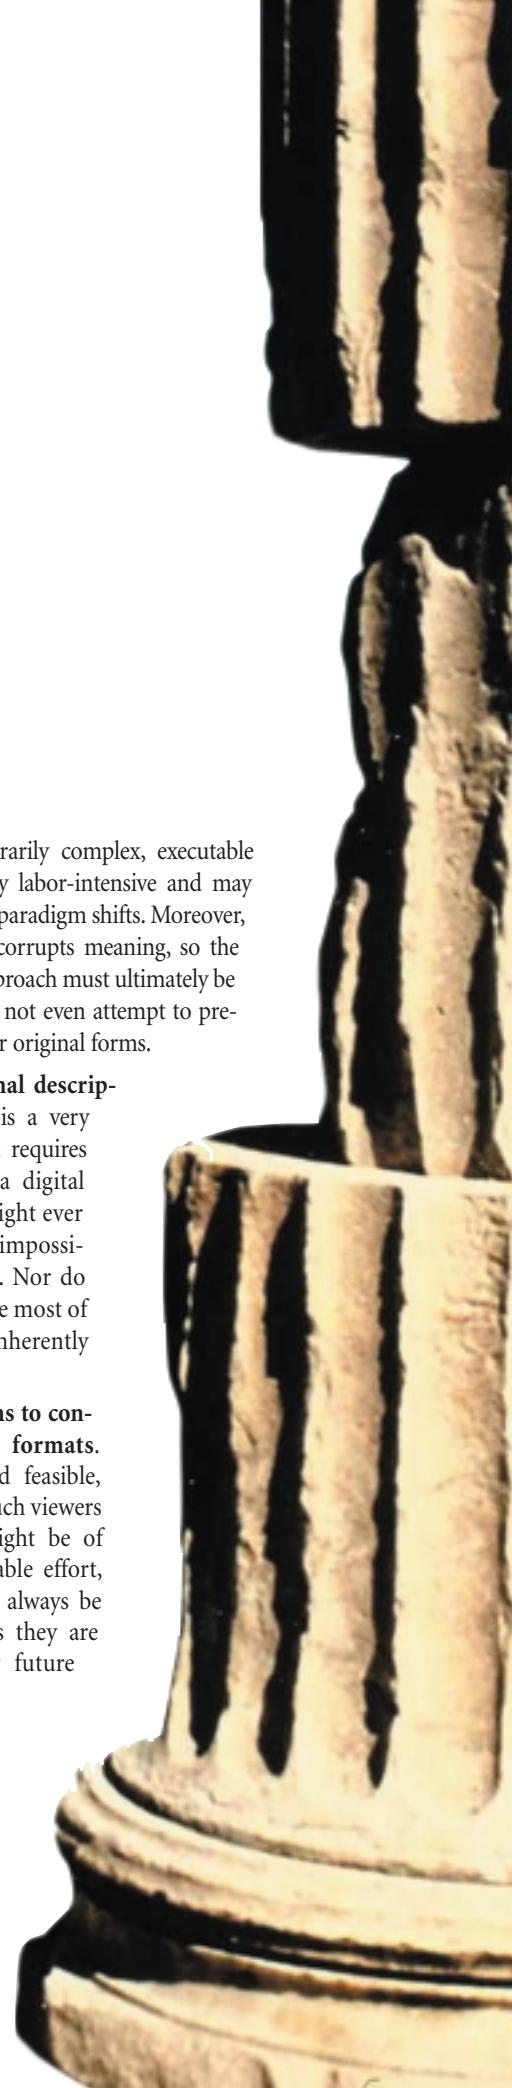 rarily complex, executable
y labor-intensive and may
paradigm shifts. Moreover,
corrupts meaning, so the
proach must ultimately be
not even attempt to pre-
r original forms.
nal descrip-
is a very
requires
a digital
ight ever
impossi-
. Nor do
e most of
nherently
ns to con-
formats.
d feasible,
uch viewers
ight be of
able effort,
always be
s they are
future